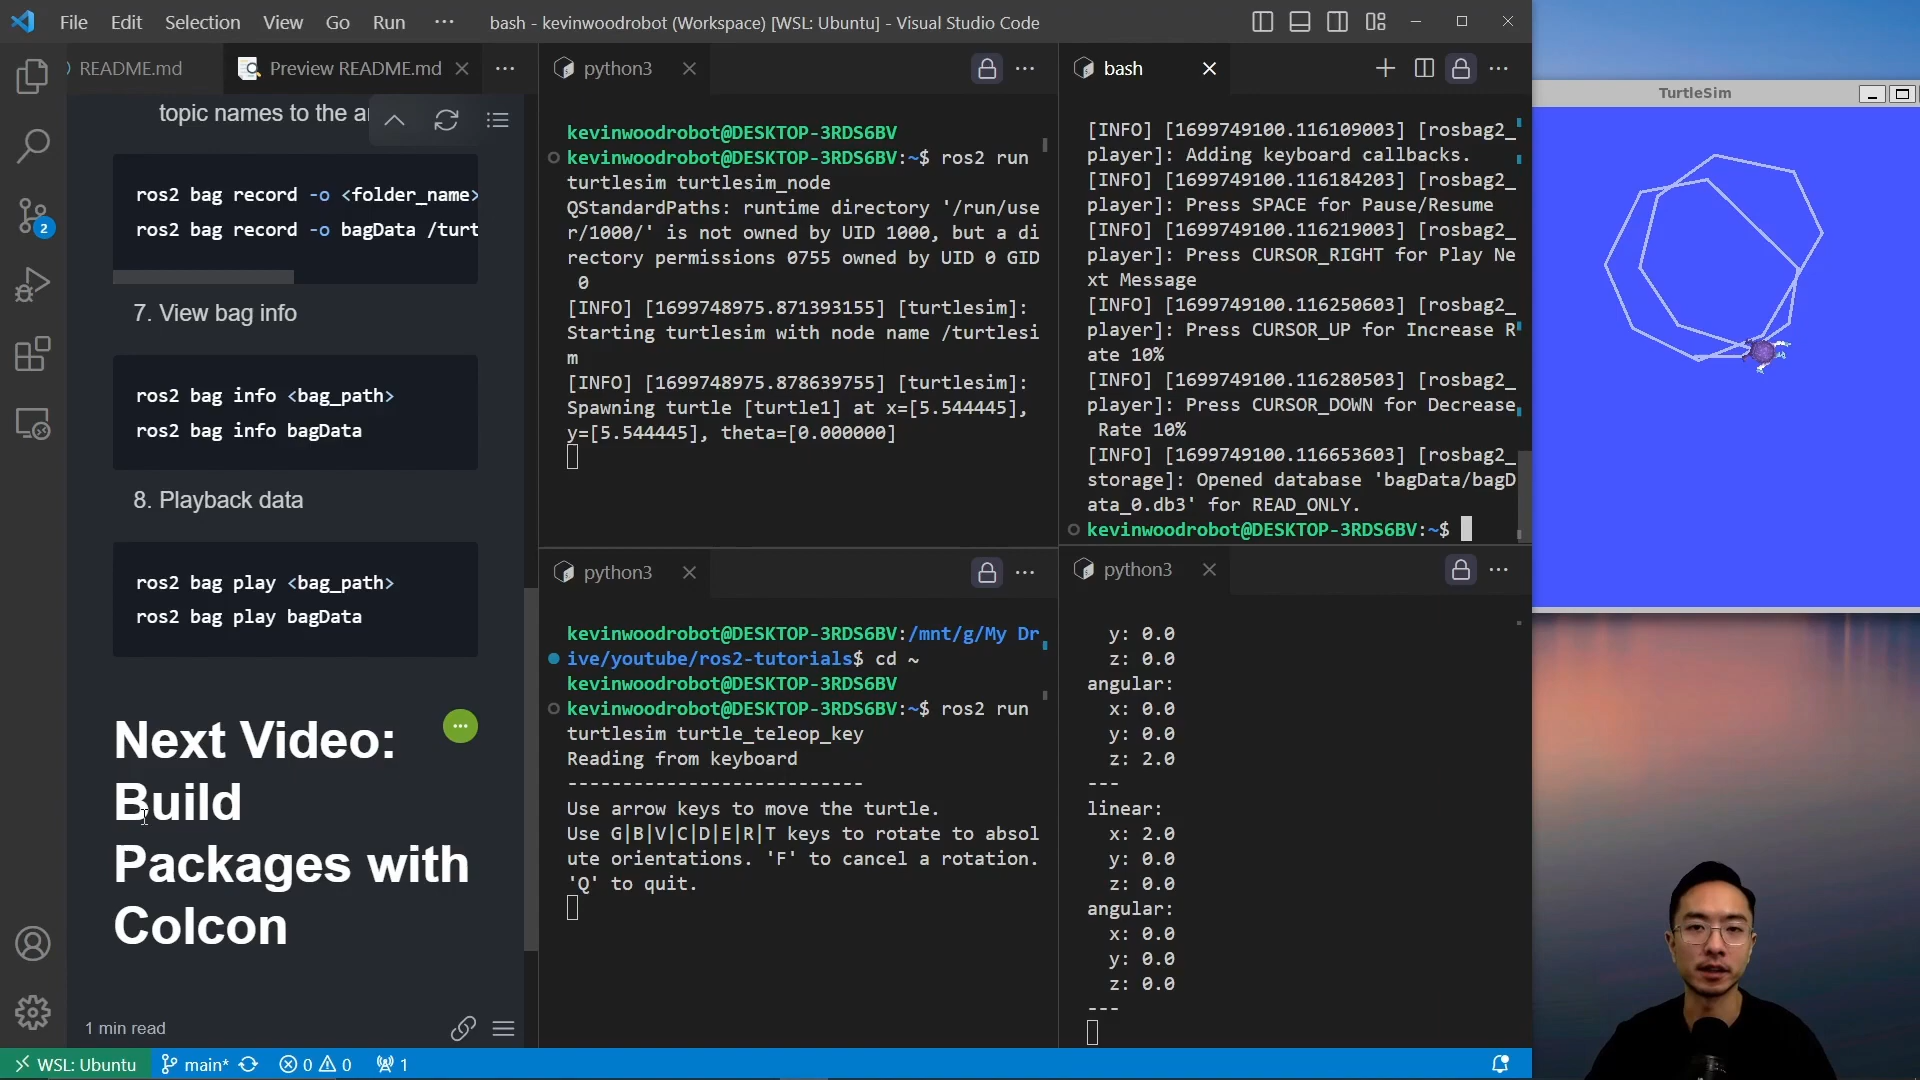 File Edit Selection View Go Run ··· bash - kevinwoodrobot (Workspace) [WSL: Ubuntu] - Visual Studio Code
README.md
Preview README.md
topic names to the a
ros2 bag record -o <folder_name>
ros2 bag record -o bagData /turt
7. View bag info
ros2 bag info <bag_path>
ros2 bag info bagData
8. Playback data
ros2 bag play <bag_path>
ros2 bag play bagData
Next Video:
Build
Packages with
Colcon
1 min read
2
python3
kevinwoodrobot@DESKTOP-3RDS6BV
kevinwoodrobot@DESKTOP-3RDS6BV:~$ ros2 run
turtlesim turtlesim_node
QStandardPaths: runtime directory '/run/use
r/1000/' is not owned by UID 1000, but a di
rectory permissions 0755 owned by UID 0 GID
0
[INFO] [1699748975.871393155] [turtlesim]:
Starting turtlesim with node name /turtlesi
m
[INFO] [1699748975.878639755] [turtlesim]:
Spawning turtle [turtle1] at x=[5.544445],
y=[5.544445], theta=[0.000000]
bash
[INFO] [1699749100.116109003] [rosbag2_
player]: Adding keyboard callbacks.
[INFO] [1699749100.116184203] [rosbag2_
player]: Press SPACE for Pause/Resume
[INFO] [1699749100.116219003] [rosbag2_
player]: Press CURSOR_RIGHT for Play Ne
xt Message
[INFO] [1699749100.116250603] [rosbag2_
player]: Press CURSOR_UP for Increase R
ate 10%
[INFO] [1699749100.116280503] [rosbag2_
player]: Press CURSOR_DOWN for Decrease
Rate 10%
[INFO] [1699749100.116653603] [rosbag2_
storage]: Opened database 'bagData/bagD
ata_0.db3' for READ_ONLY.
kevinwoodrobot@DESKTOP-3RDS6BV:~$
python3
kevinwoodrobot@DESKTOP-3RDS6BV:/mnt/g/My Dr
ive/youtube/ros2-tutorials$ cd ~
kevinwoodrobot@DESKTOP-3RDS6BV
kevinwoodrobot@DESKTOP-3RDS6BV:~$ ros2 run
turtlesim turtle_teleop_key
Reading from keyboard
---------------------------
Use arrow keys to move the turtle.
Use G|B|V|C|D|E|R|T keys to rotate to absol
ute orientations. 'F' to cancel a rotation.
'Q' to quit.
python3
y: 0.0
z: 0.0
angular:
x: 0.0
y: 0.0
z: 2.0
---
linear:
x: 2.0
y: 0.0
z: 0.0
angular:
x: 0.0
y: 0.0
z: 0.0
---
TurtleSim
WSL: Ubuntu main* 0 0 1